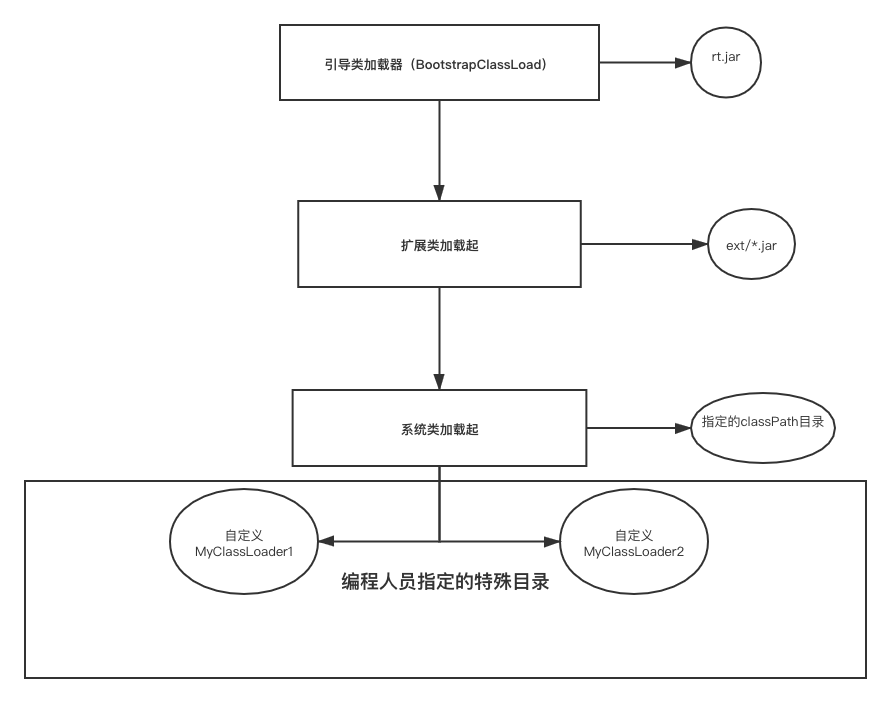 引导类加载器（BootstrapClassLoad）
rt.jar
扩展类加载起
ext/*.jar
系统类加载起
指定的classPath目录
自定义
MyClassLoader1
自定义
MyClassLoader2
编程人员指定的特殊目录